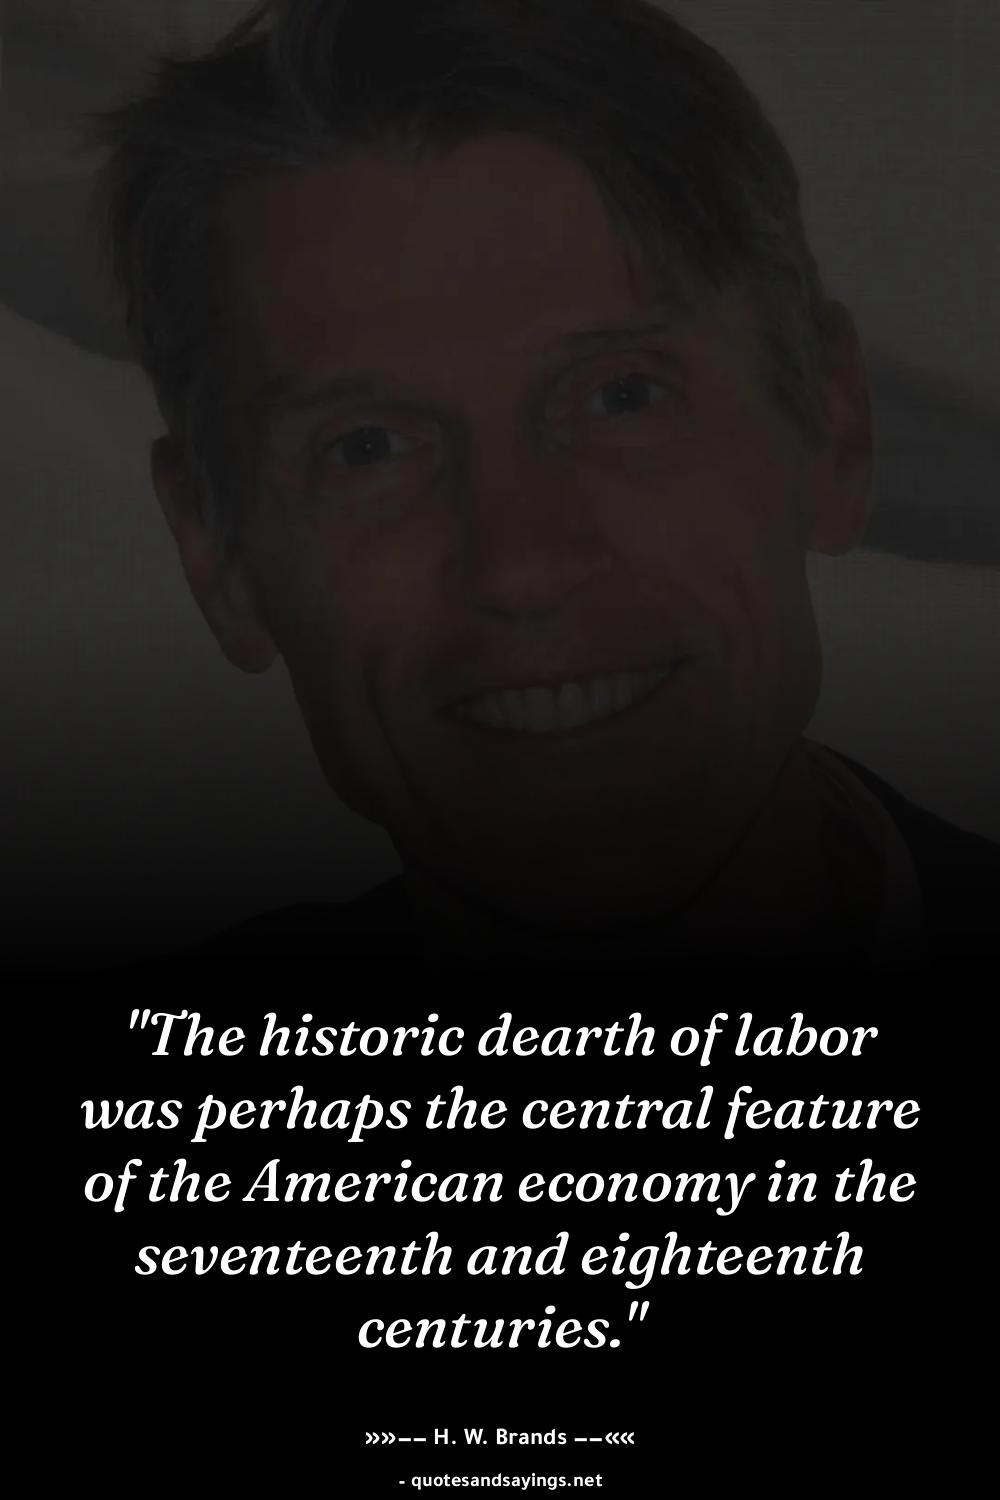 "The historic dearth of labor
was perhaps the central feature
of the American economy in the
seventeenth and eighteenth
centuries."
»»–– H. W. Brands ––««
- quotesandsayings.net